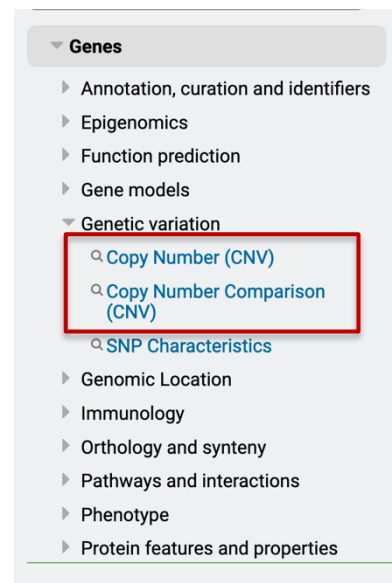 Genes
Annotation, curation and identifiers
Epigenomics
Function prediction
Gene models
Genetic variation
Copy Number (CNV)
Copy Number Comparison
(CNV)
SNP Characteristics
Genomic Location
Immunology
Orthology and synteny
Pathways and interactions
Phenotype
Protein features and properties